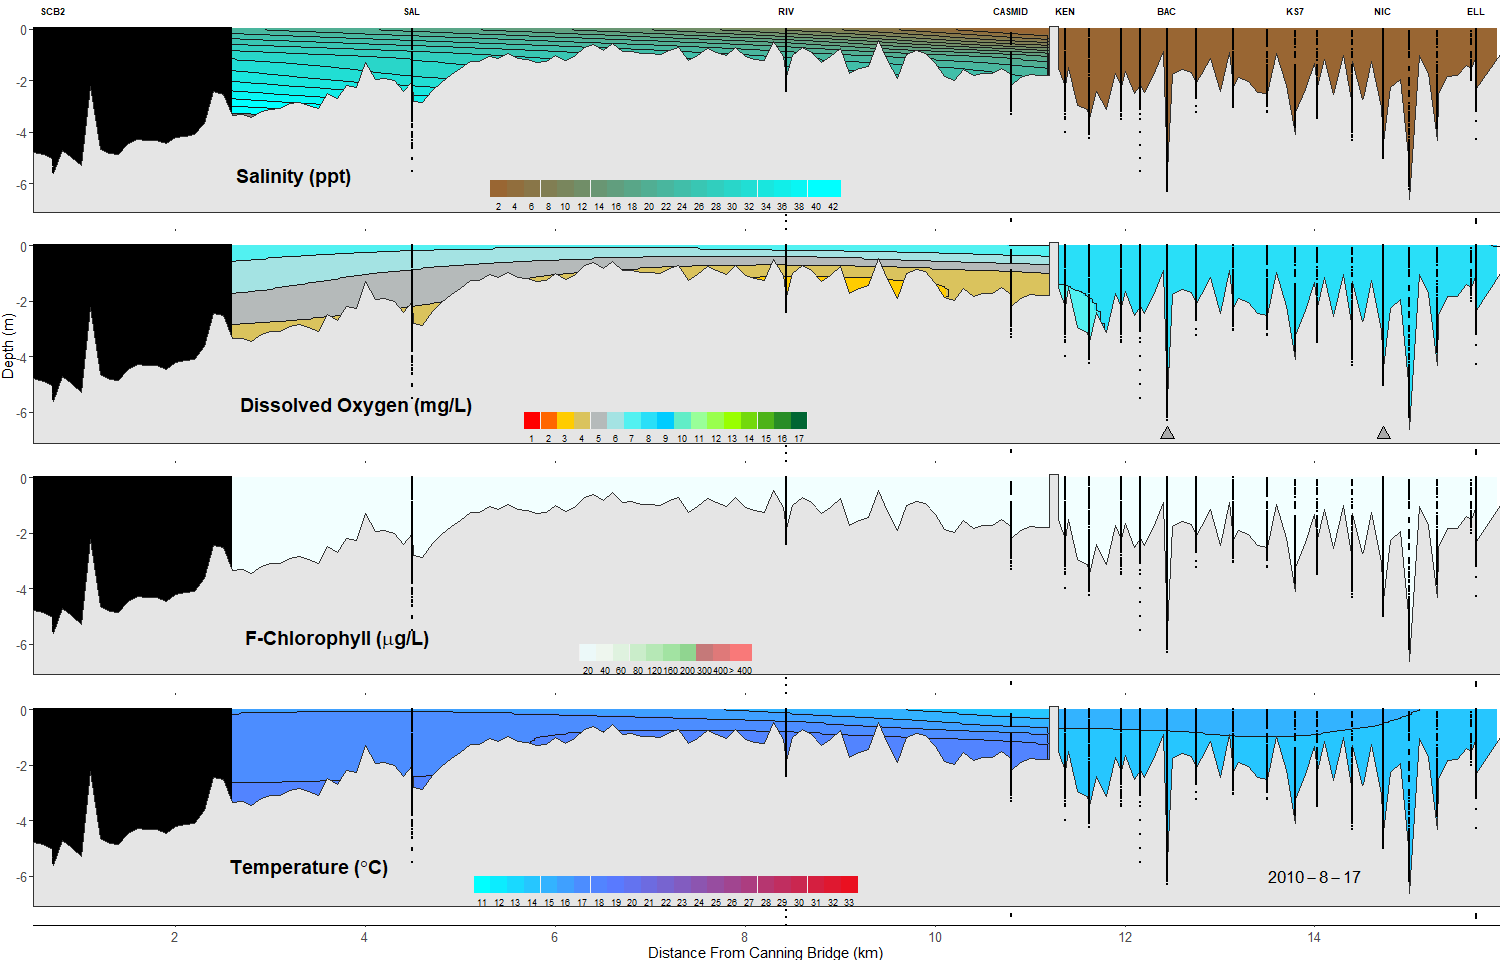 SCB2 SAL RIV CASMID KEN BAC KS7 NIC ELL
0
-2
-4
-6
Salinity (ppt)
2 4 6 8 10 12 14 16 18 20 22 24 26 28 30 32 34 36 38 40 42
0
-2
-4
-6
Dissolved Oxygen (mg/L)
1 2 3 4 5 6 7 8 9 10 11 12 13 14 15 16 17
Depth (m)
0
-2
-4
-6
F-Chlorophyll (µg/L)
20 40 60 80 120 160 200 300 400 > 400
0
-2
-4
-6
Temperature (°C)
11 12 13 14 15 16 17 18 19 20 21 22 23 24 25 26 27 28 29 30 31 32 33
2010 – 8 – 17
2 4 6 8 10 12 14
Distance From Canning Bridge (km)